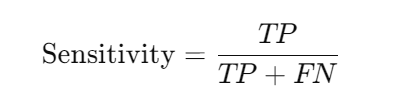 Sensitivity = TP / TP + FN